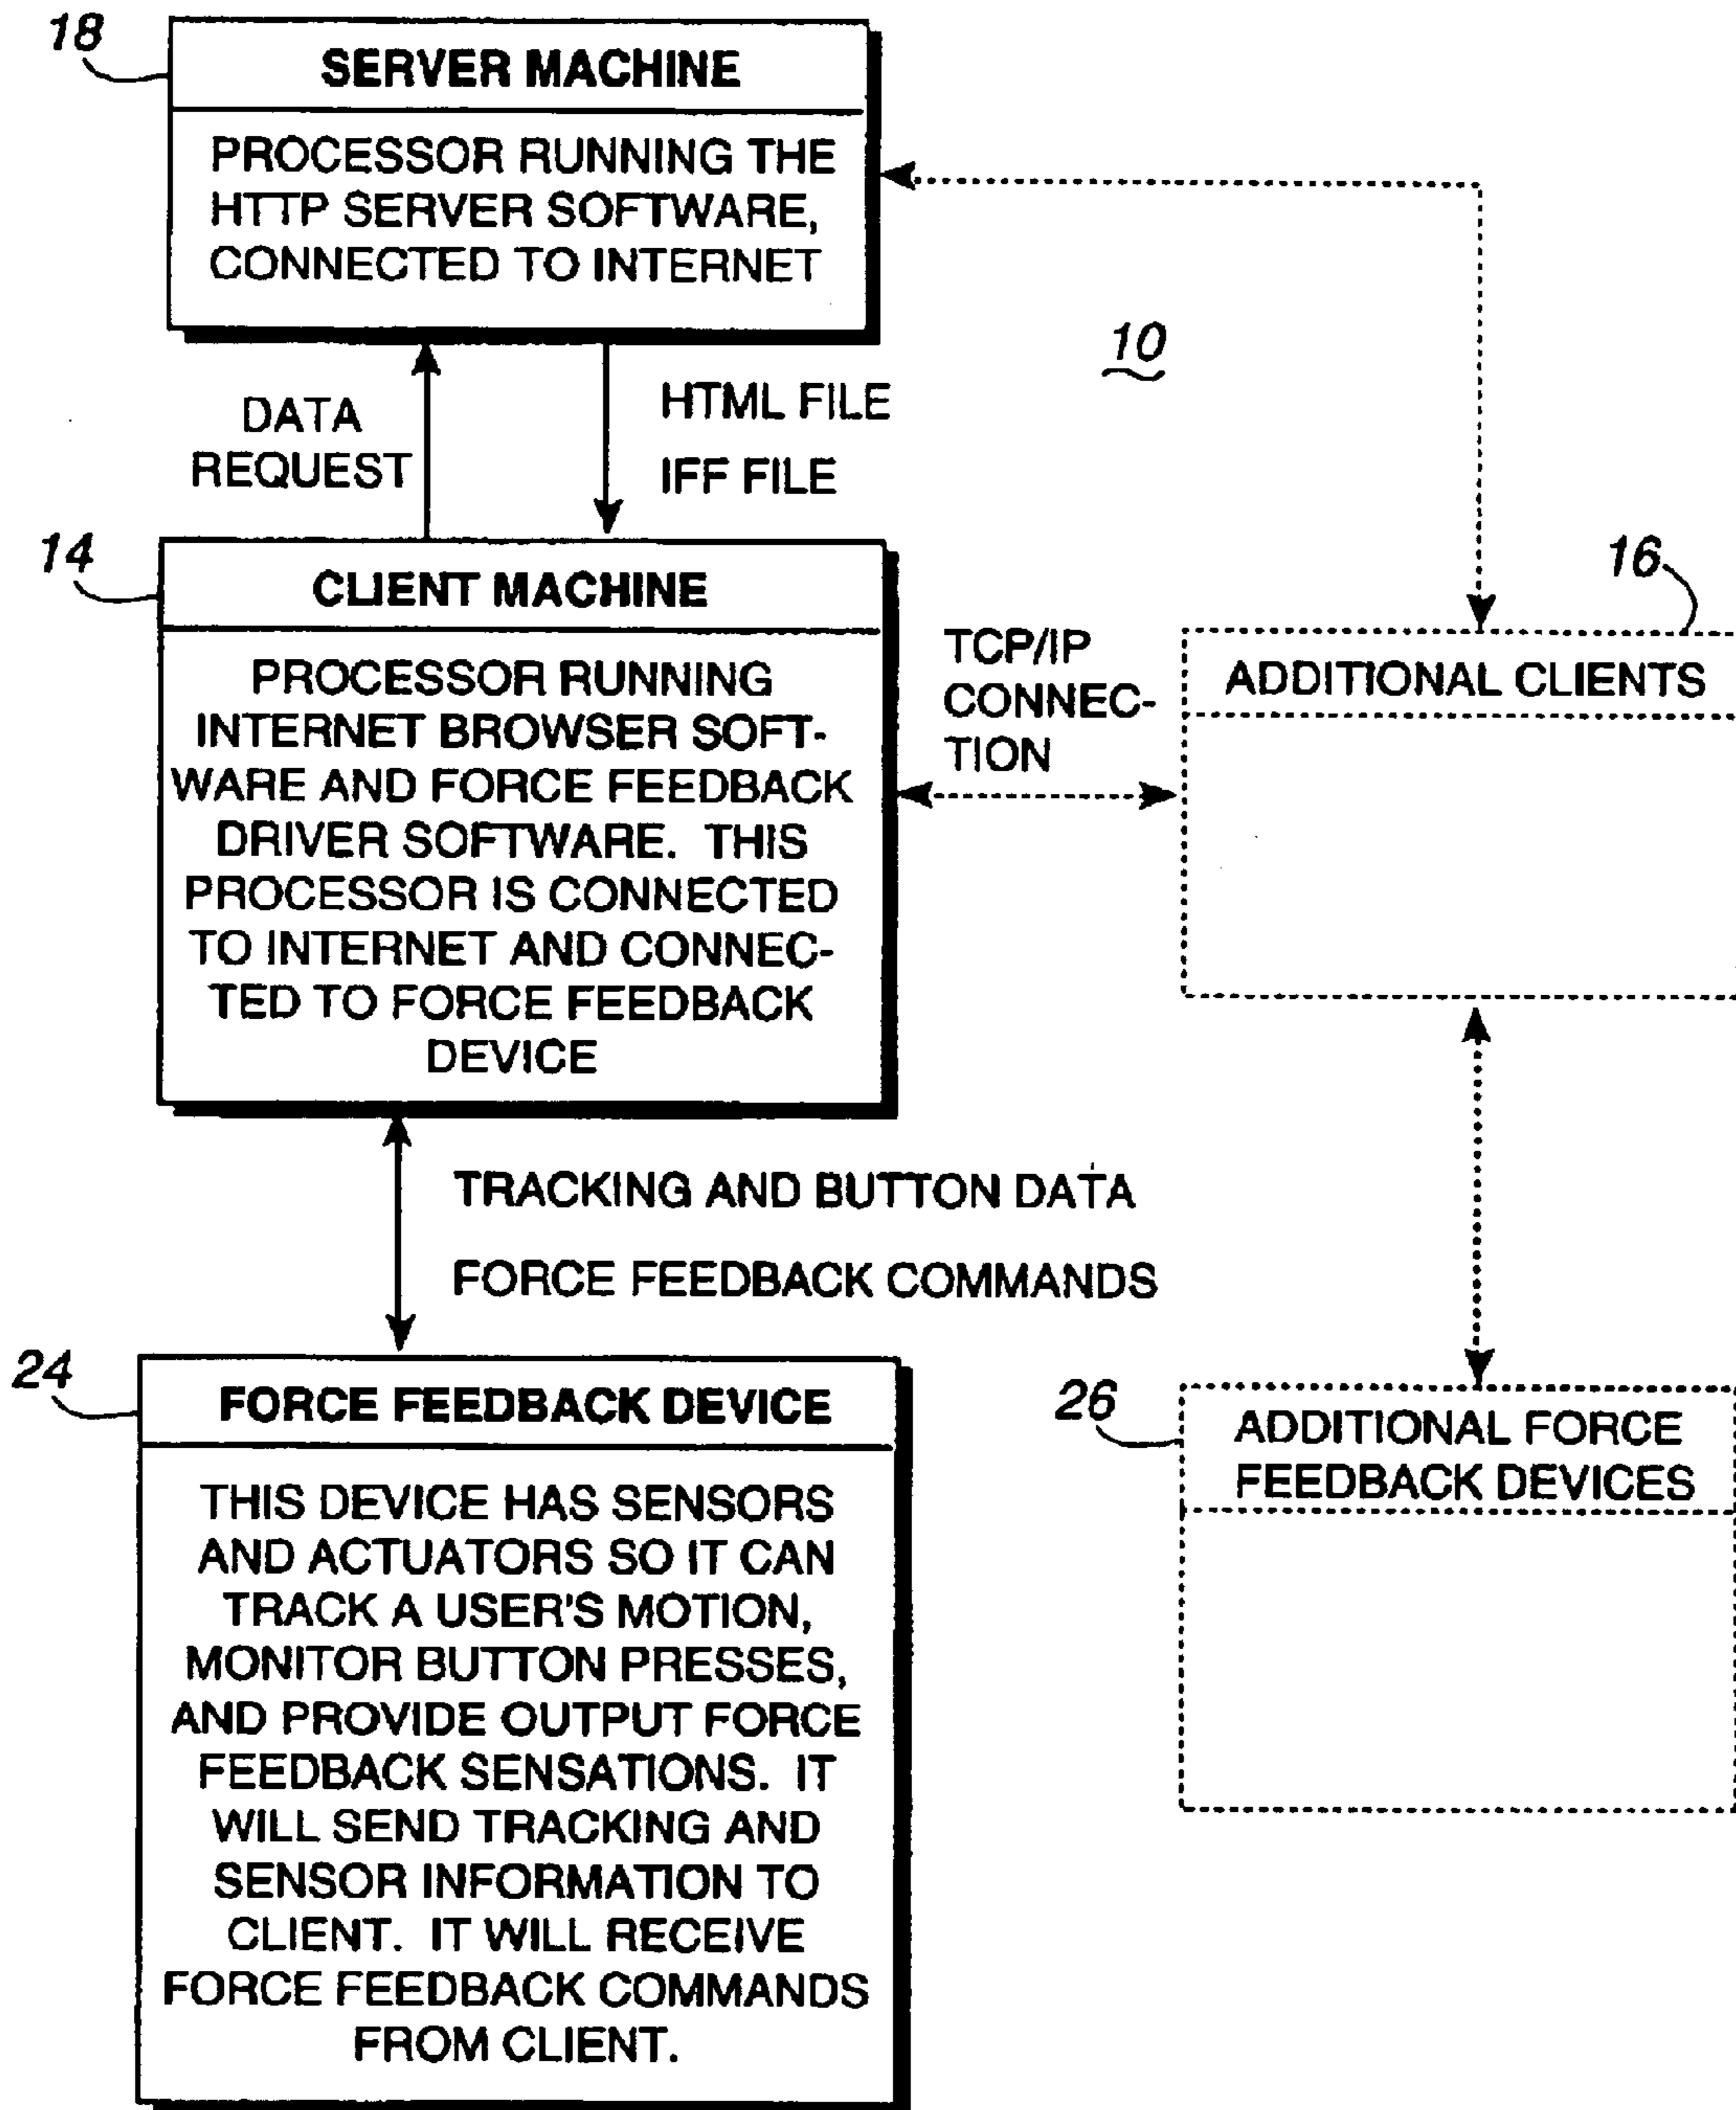 18
SERVER MACHINE
PROCESSOR RUNNING THE
HTTP SERVER SOFTWARE,
CONNECTED TO INTERNET
10
DATA
REQUEST
HTML FILE
IFF FILE
14
CLIENT MACHINE
PROCESSOR RUNNING
INTERNET BROWSER SOFT-
WARE AND FORCE FEEDBACK
DRIVER SOFTWARE. THIS
PROCESSOR IS CONNECTED
TO INTERNET AND CONNEC-
TED TO FORCE FEEDBACK
DEVICE
TCP/IP
CONNEC-
TION
16
ADDITIONAL CLIENTS
TRACKING AND BUTTON DATA
FORCE FEEDBACK COMMANDS
24
FORCE FEEDBACK DEVICE
THIS DEVICE HAS SENSORS
AND ACTUATORS SO IT CAN
TRACK A USER'S MOTION,
MONITOR BUTTON PRESSES,
AND PROVIDE OUTPUT FORCE
FEEDBACK SENSATIONS. IT
WILL SEND TRACKING AND
SENSOR INFORMATION TO
CLIENT. IT WILL RECEIVE
FORCE FEEDBACK COMMANDS
FROM CLIENT.
26
ADDITIONAL FORCE
FEEDBACK DEVICES